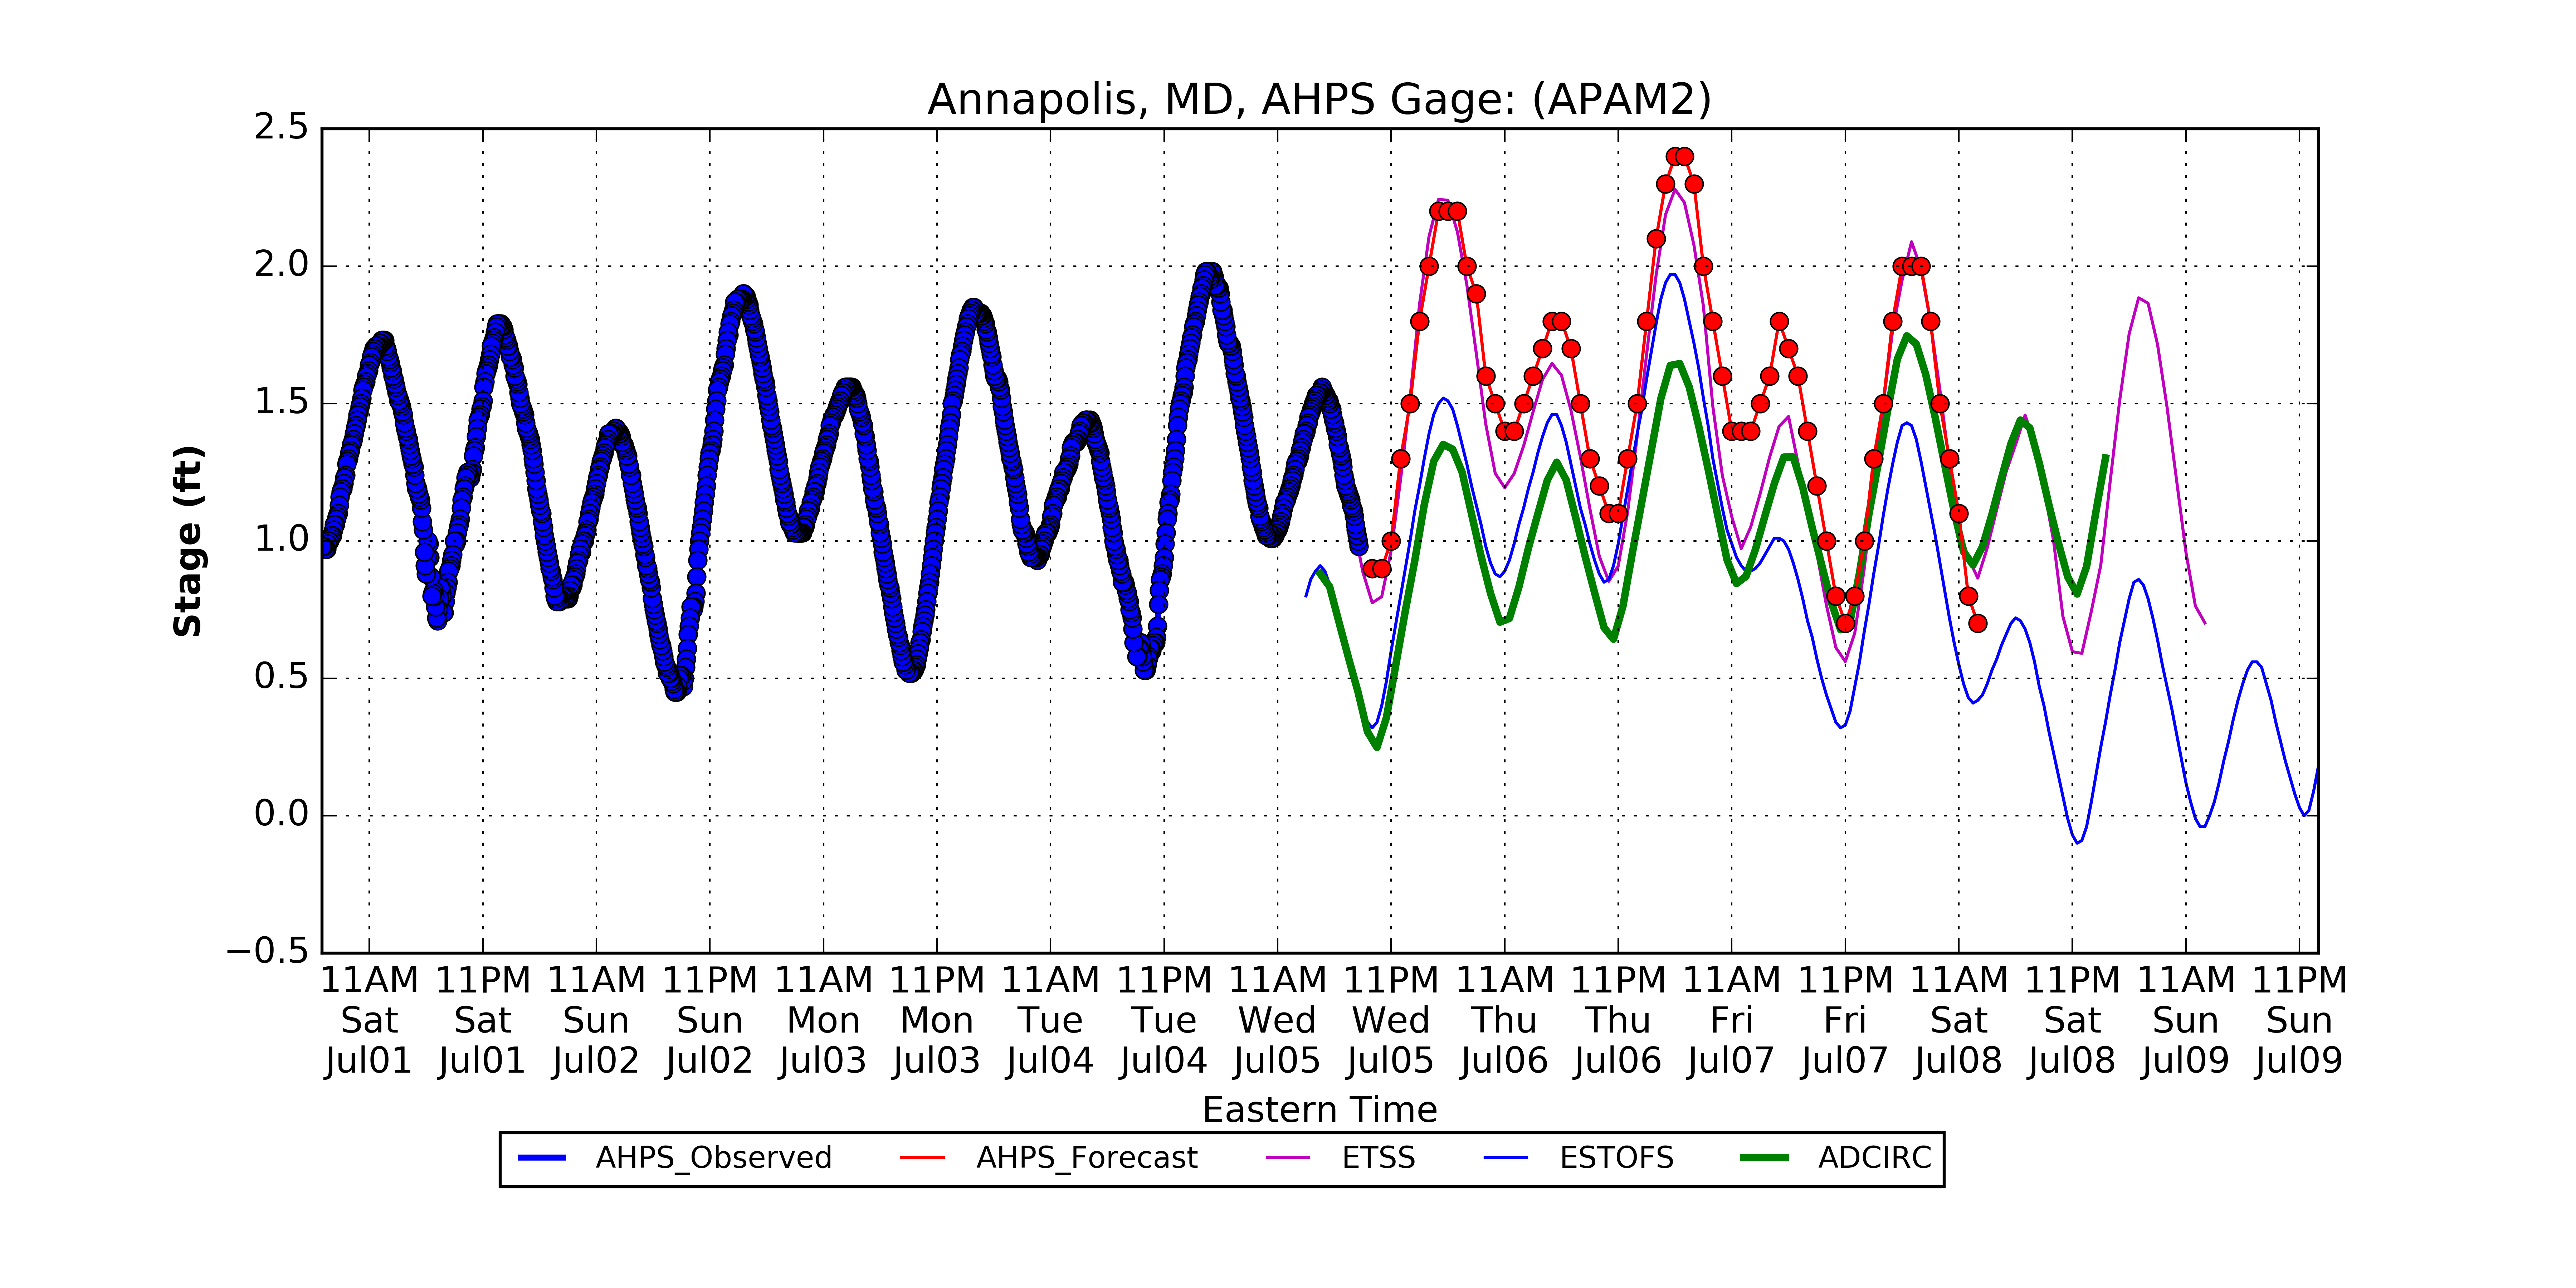 Annapolis, MD, AHPS Gage: (APAM2)
2.5
2.0
1.5
1.0
0.5
0.0
−0.5
Stage (ft)
11AM 11PM 11AM 11PM 11AM 11PM 11AM 11PM 11AM 11PM 11AM 11PM 11AM 11PM 11AM 11PM 11AM 11PM
Sat Sat Sun Sun Mon Mon Tue Tue Wed Wed Thu Thu Fri Fri Sat Sat Sun Sun
Jul01 Jul01 Jul02 Jul02 Jul03 Jul03 Jul04 Jul04 Jul05 Jul05 Jul06 Jul06 Jul07 Jul07 Jul08 Jul08 Jul09 Jul09
Eastern Time
AHPS_Observed AHPS_Forecast ETSS ESTOFS ADCIRC